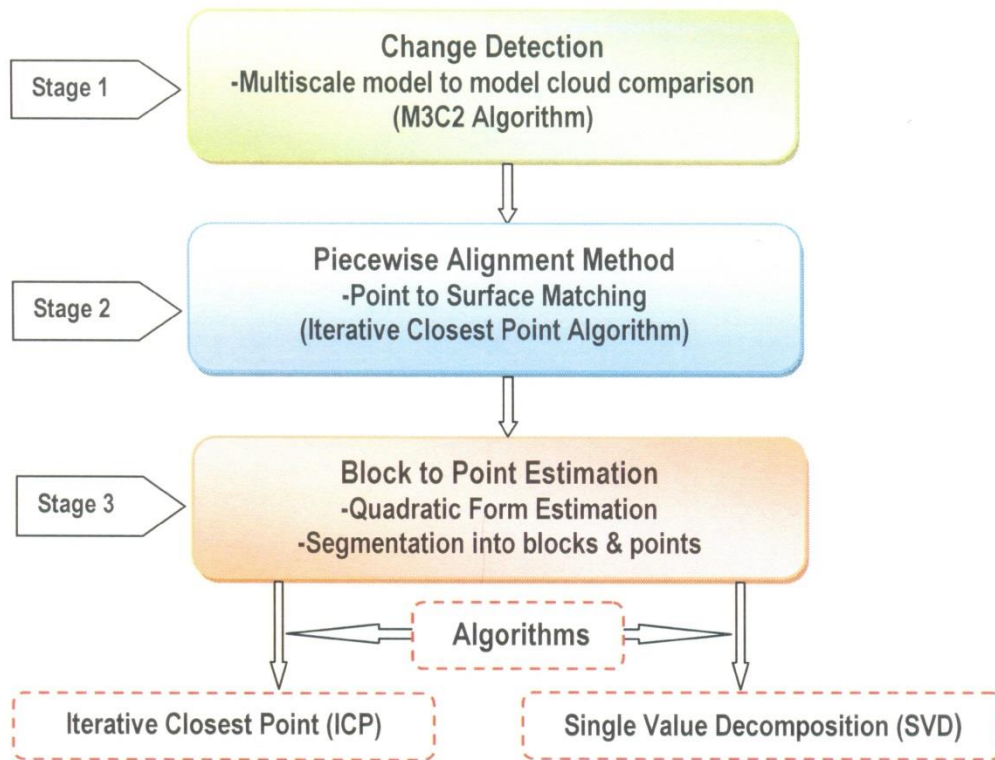 Stage 1
Change Detection
-Multiscale model to model cloud comparison
(M3C2 Algorithm)
Stage 2
Piecewise Alignment Method
-Point to Surface Matching
(Iterative Closest Point Algorithm)
Stage 3
Block to Point Estimation
-Quadratic Form Estimation
-Segmentation into blocks & points
Algorithms
Iterative Closest Point (ICP)
Single Value Decomposition (SVD)